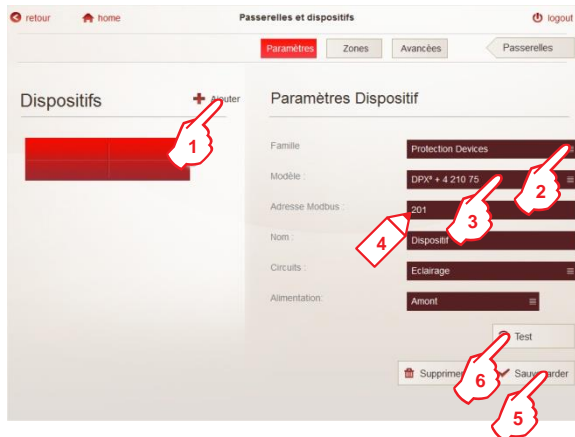 retour
home
Passerelles et dispositifs
logout
Paramètres
Zones
Avancées
Passerelles
Dispositifs
Ajouter
Paramètres Dispositif
Famille
Protection Devices
Modèle :
DPX³ + 4 210 75
Adresse Modbus :
201
Nom :
Dispositif
Circuits :
Eclairage
Alimentation:
Amont
Test
Supprimer
Sauvegarder
1
2
3
4
5
6